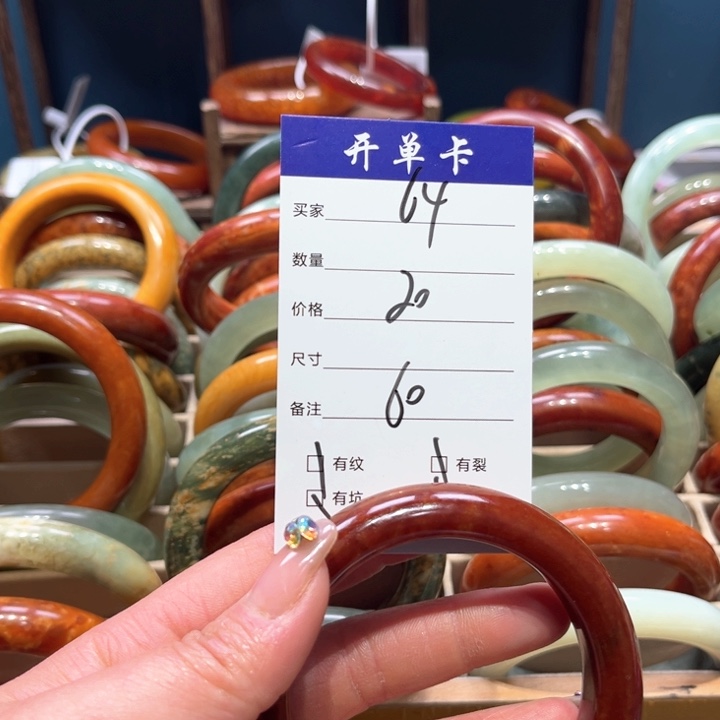 开单卡
买家 64
数量
价格 20
尺寸
备注 60
有纹 有裂
有坑